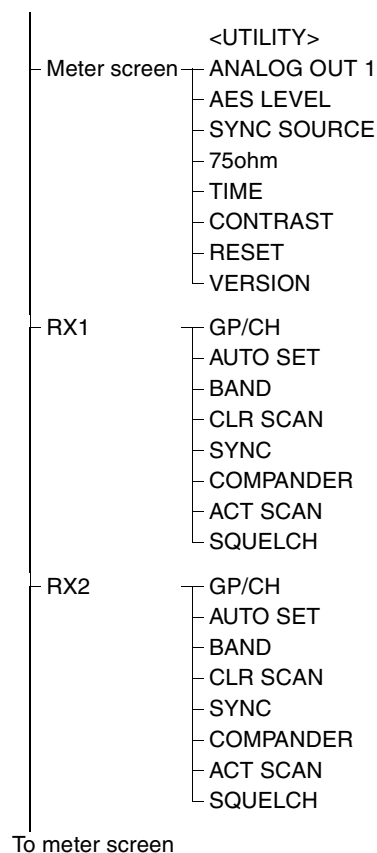 <UTILITY>
Meter screen ANALOG OUT 1
AES LEVEL
SYNC SOURCE
75ohm
TIME
CONTRAST
RESET
VERSION
RX1 GP/CH
AUTO SET
BAND
CLR SCAN
SYNC
COMPANDER
ACT SCAN
SQUELCH
RX2 GP/CH
AUTO SET
BAND
CLR SCAN
SYNC
COMPANDER
ACT SCAN
SQUELCH
To meter screen